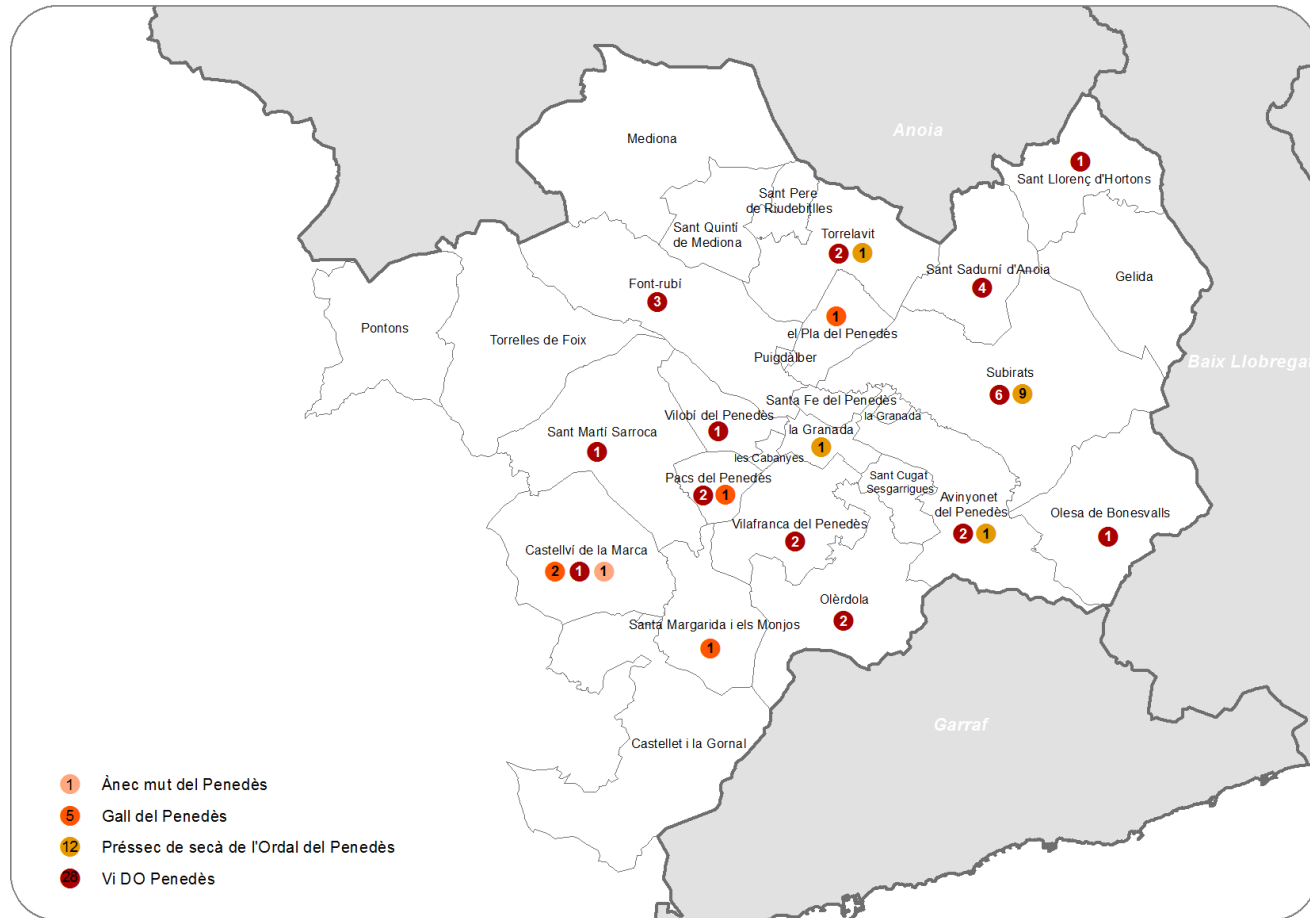 Anoia
Mediona
1
Sant Llorenç d'Hortons
Sant Pere
de Riudebitlles
Sant Quintí
de Mediona
Torrelavit
2 1
Sant Sadurní d'Anoia
4
Gelida
Font-rubí
3
1
el Pla del Penedès
Pontons
Torrelles de Foix
Puigdàlber
Baix Llobregat
Subirats
6 9
Santa Fe del Penedès
la Granada
Vilobí del Penedès
1
la Granada
1
Sant Martí Sarroca
1
les Cabanyes
Pacs del Penedès
2 1
Sant Cugat
Sesgarrigues
Avinyonet
del Penedès
2 1
Olesa de Bonesvalls
1
Vilafranca del Penedès
2
Castellví de la Marca
2 1 1
Olèrdola
2
Santa Margarida i els Monjos
1
Garraf
Castellet i la Gornal
1 Ànec mut del Penedès
5 Gall del Penedès
12 Préssec de secà de l'Ordal del Penedès
28 Vi DO Penedès